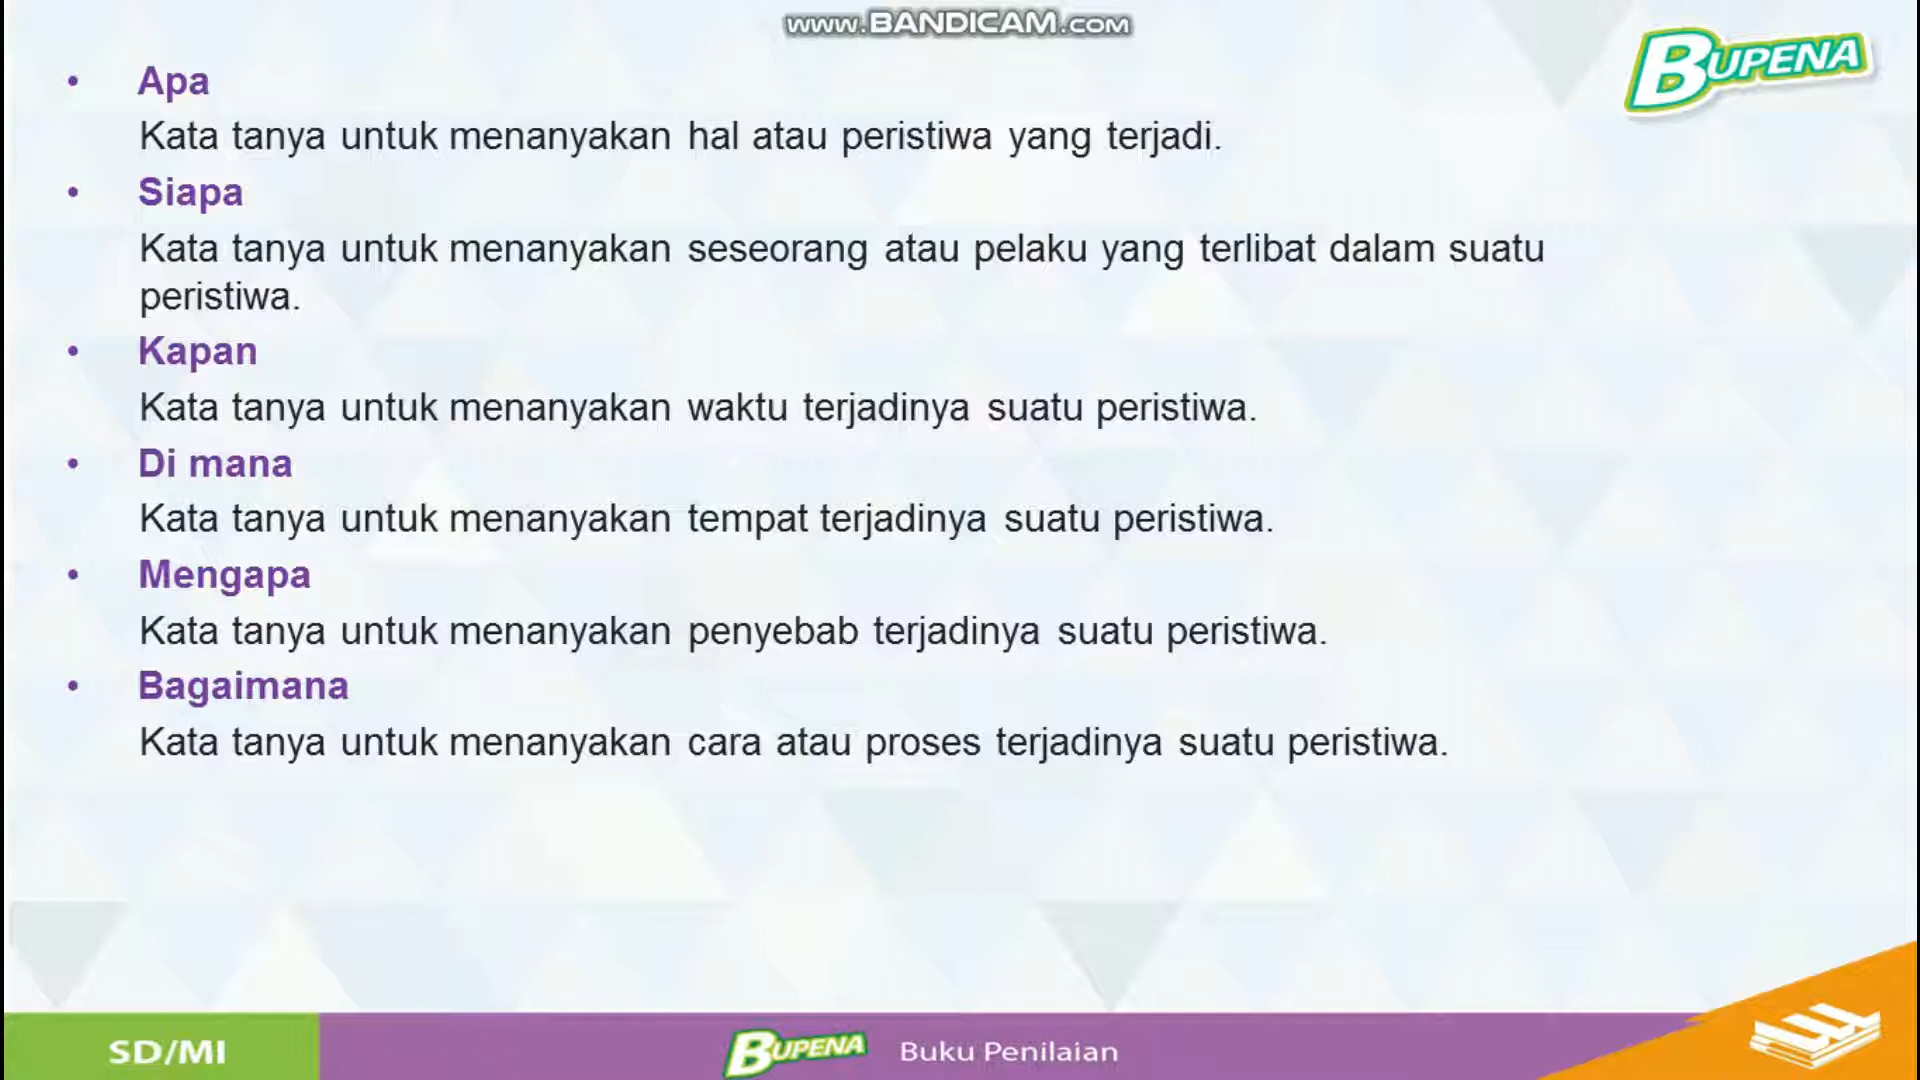 www.BANDICAM.com
BUPENA
• Apa
Kata tanya untuk menanyakan hal atau peristiwa yang terjadi.
• Siapa
Kata tanya untuk menanyakan seseorang atau pelaku yang terlibat dalam suatu
peristiwa.
• Kapan
Kata tanya untuk menanyakan waktu terjadinya suatu peristiwa.
• Di mana
Kata tanya untuk menanyakan tempat terjadinya suatu peristiwa.
• Mengapa
Kata tanya untuk menanyakan penyebab terjadinya suatu peristiwa.
• Bagaimana
Kata tanya untuk menanyakan cara atau proses terjadinya suatu peristiwa.
SD/MI
BUPENA Buku Penilaian